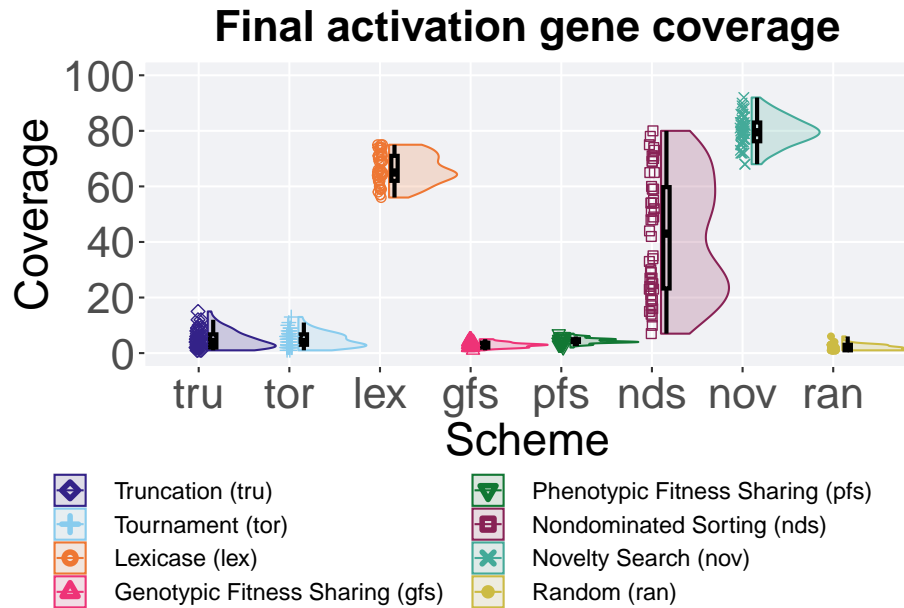 Final activation gene coverage
100
80
60
40
20
0
Coverage
tru tor lex gfs pfs nds nov ran
Scheme
Truncation (tru)
Tournament (tor)
Lexicase (lex)
Genotypic Fitness Sharing (gfs)
Phenotypic Fitness Sharing (pfs)
Nondominated Sorting (nds)
Novelty Search (nov)
Random (ran)